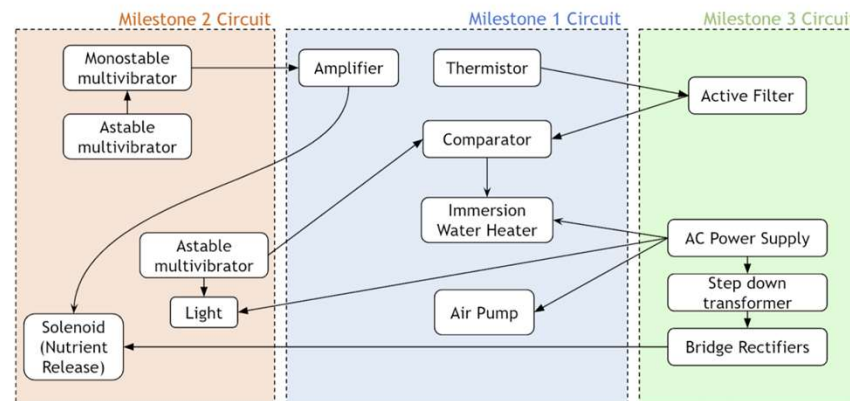 Milestone 2 Circuit
Milestone 1 Circuit
Milestone 3 Circuit
Monostable
multivibrator
Amplifier
Thermistor
Active Filter
Astable
multivibrator
Comparator
Immersion
Water Heater
AC Power Supply
Astable
multivibrator
Step down
transformer
Light
Air Pump
Solenoid
(Nutrient
Release)
Bridge Rectifiers